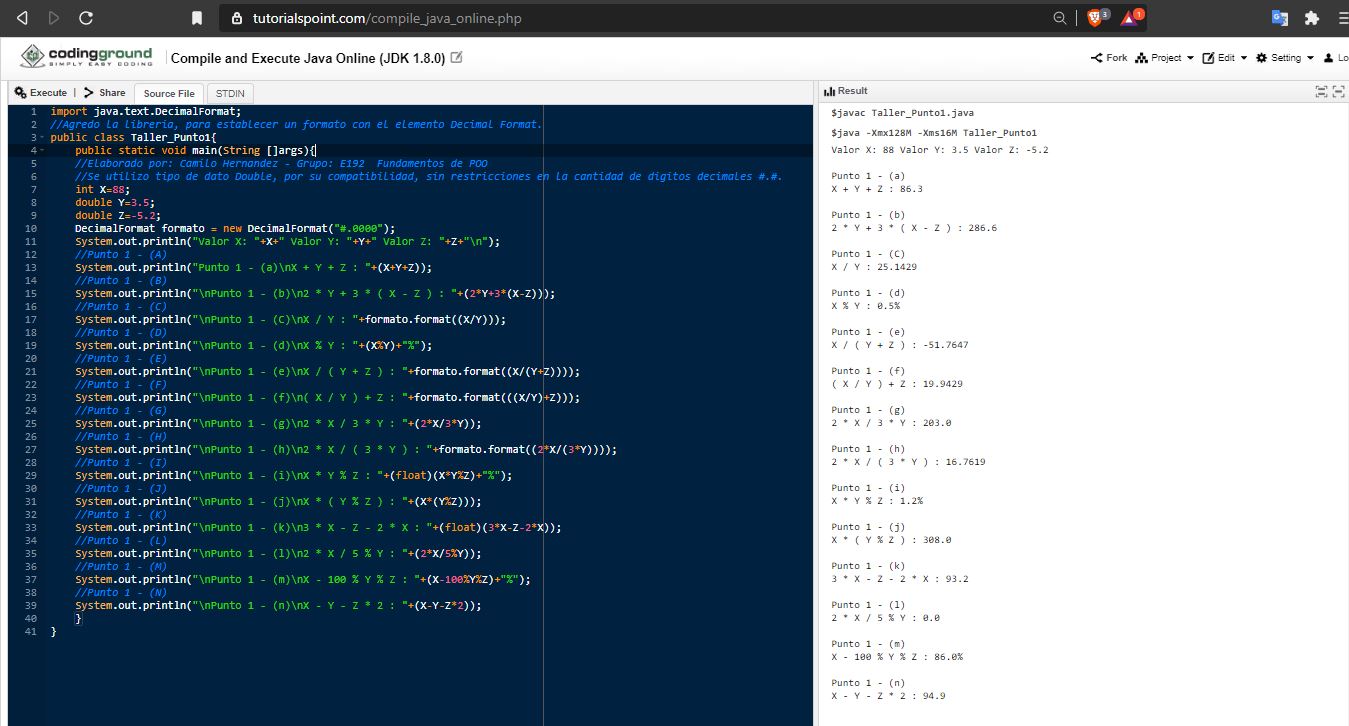 tutorialspoint.com/compile_java_online.php
3
1
codingground
SIMPLY EASY CODING
Compile and Execute Java Online (JDK 1.8.0)
Fork Project Edit Setting Lo
Execute | Share Source File STDIN
1 import java.text.DecimalFormat;
2 //Agredo la libreria, para establecer un formato con el elemento Decimal Format.
3 public class Taller_Punto1{
4 public static void main(String []args){
5 //Elaborado por: Camilo Hernandez - Grupo: E192 Fundamentos de POO
6 //Se utilizo tipo de dato Double, por su compatibilidad, sin restricciones en la cantidad de digitos decimales #.#.
7 int X=88;
8 double Y=3.5;
9 double Z=-5.2;
10 DecimalFormat formato = new DecimalFormat("#.0000");
11 System.out.println("Valor X: "+X+" Valor Y: "+Y+" Valor Z: "+Z+"\n");
12 //Punto 1 - (A)
13 System.out.println("Punto 1 - (a)\nX + Y + Z : "+(X+Y+Z));
14 //Punto 1 - (B)
15 System.out.println("\nPunto 1 - (b)\n2 * Y + 3 * ( X - Z ) : "+(2*Y+3*(X-Z)));
16 //Punto 1 - (C)
17 System.out.println("\nPunto 1 - (C)\nX / Y : "+formato.format((X/Y)));
18 //Punto 1 - (D)
19 System.out.println("\nPunto 1 - (d)\nX % Y : "+(X%Y)+"%");
20 //Punto 1 - (E)
21 System.out.println("\nPunto 1 - (e)\nX / ( Y + Z ) : "+formato.format((X/(Y+Z))));
22 //Punto 1 - (F)
23 System.out.println("\nPunto 1 - (f)\n( X / Y ) + Z : "+formato.format(((X/Y)+Z)));
24 //Punto 1 - (G)
25 System.out.println("\nPunto 1 - (g)\n2 * X / 3 * Y : "+(2*X/3*Y));
26 //Punto 1 - (H)
27 System.out.println("\nPunto 1 - (h)\n2 * X / ( 3 * Y ) : "+formato.format((2*X/(3*Y))));
28 //Punto 1 - (I)
29 System.out.println("\nPunto 1 - (i)\nX * Y % Z : "+(float)(X*Y%Z)+"%");
30 //Punto 1 - (J)
31 System.out.println("\nPunto 1 - (j)\nX * ( Y % Z ) : "+(X*(Y%Z)));
32 //Punto 1 - (K)
33 System.out.println("\nPunto 1 - (k)\n3 * X - Z - 2 * X : "+(float)(3*X-Z-2*X));
34 //Punto 1 - (L)
35 System.out.println("\nPunto 1 - (l)\n2 * X / 5 % Y : "+(2*X/5%Y));
36 //Punto 1 - (M)
37 System.out.println("\nPunto 1 - (m)\nX - 100 % Y % Z : "+(X-100%Y%Z)+"%");
38 //Punto 1 - (N)
39 System.out.println("\nPunto 1 - (n)\nX - Y - Z * 2 : "+(X-Y-Z*2));
40 }
41 }
Result
$javac Taller_Punto1.java
$java -Xmx128M -Xms16M Taller_Punto1
Valor X: 88 Valor Y: 3.5 Valor Z: -5.2
Punto 1 - (a)
X + Y + Z : 86.3
Punto 1 - (b)
2 * Y + 3 * ( X - Z ) : 286.6
Punto 1 - (C)
X / Y : 25.1429
Punto 1 - (d)
X % Y : 0.5%
Punto 1 - (e)
X / ( Y + Z ) : -51.7647
Punto 1 - (f)
( X / Y ) + Z : 19.9429
Punto 1 - (g)
2 * X / 3 * Y : 203.0
Punto 1 - (h)
2 * X / ( 3 * Y ) : 16.7619
Punto 1 - (i)
X * Y % Z : 1.2%
Punto 1 - (j)
X * ( Y % Z ) : 308.0
Punto 1 - (k)
3 * X - Z - 2 * X : 93.2
Punto 1 - (l)
2 * X / 5 % Y : 0.0
Punto 1 - (m)
X - 100 % Y % Z : 86.0%
Punto 1 - (n)
X - Y - Z * 2 : 94.9